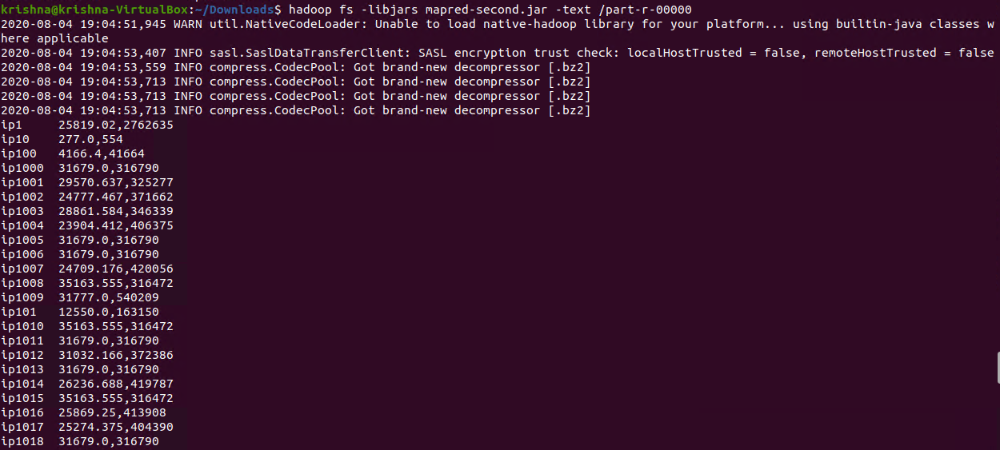 krishna@krishna-VirtualBox:~/Downloads$ hadoop fs -libjars mapred-second.jar -text /part-r-00000
2020-08-04 19:04:51,945 WARN util.NativeCodeLoader: Unable to load native-hadoop library for your platform... using builtin-java classes w
here applicable
2020-08-04 19:04:53,407 INFO sasl.SaslDataTransferClient: SASL encryption trust check: localHostTrusted = false, remoteHostTrusted = false
2020-08-04 19:04:53,559 INFO compress.CodecPool: Got brand-new decompressor [.bz2]
2020-08-04 19:04:53,713 INFO compress.CodecPool: Got brand-new decompressor [.bz2]
2020-08-04 19:04:53,713 INFO compress.CodecPool: Got brand-new decompressor [.bz2]
2020-08-04 19:04:53,713 INFO compress.CodecPool: Got brand-new decompressor [.bz2]
ip1     25819.02,2762635
ip10    277.0,554
ip100   4166.4,41664
ip1000  31679.0,316790
ip1001  29570.637,325277
ip1002  24777.467,371662
ip1003  28861.584,346339
ip1004  23904.412,406375
ip1005  31679.0,316790
ip1006  31679.0,316790
ip1007  24709.176,420056
ip1008  35163.555,316472
ip1009  31777.0,540209
ip101   12550.0,163150
ip1010  35163.555,316472
ip1011  31679.0,316790
ip1012  31032.166,372386
ip1013  31679.0,316790
ip1014  26236.688,419787
ip1015  35163.555,316472
ip1016  25869.25,413908
ip1017  25274.375,404390
ip1018  31679.0,316790